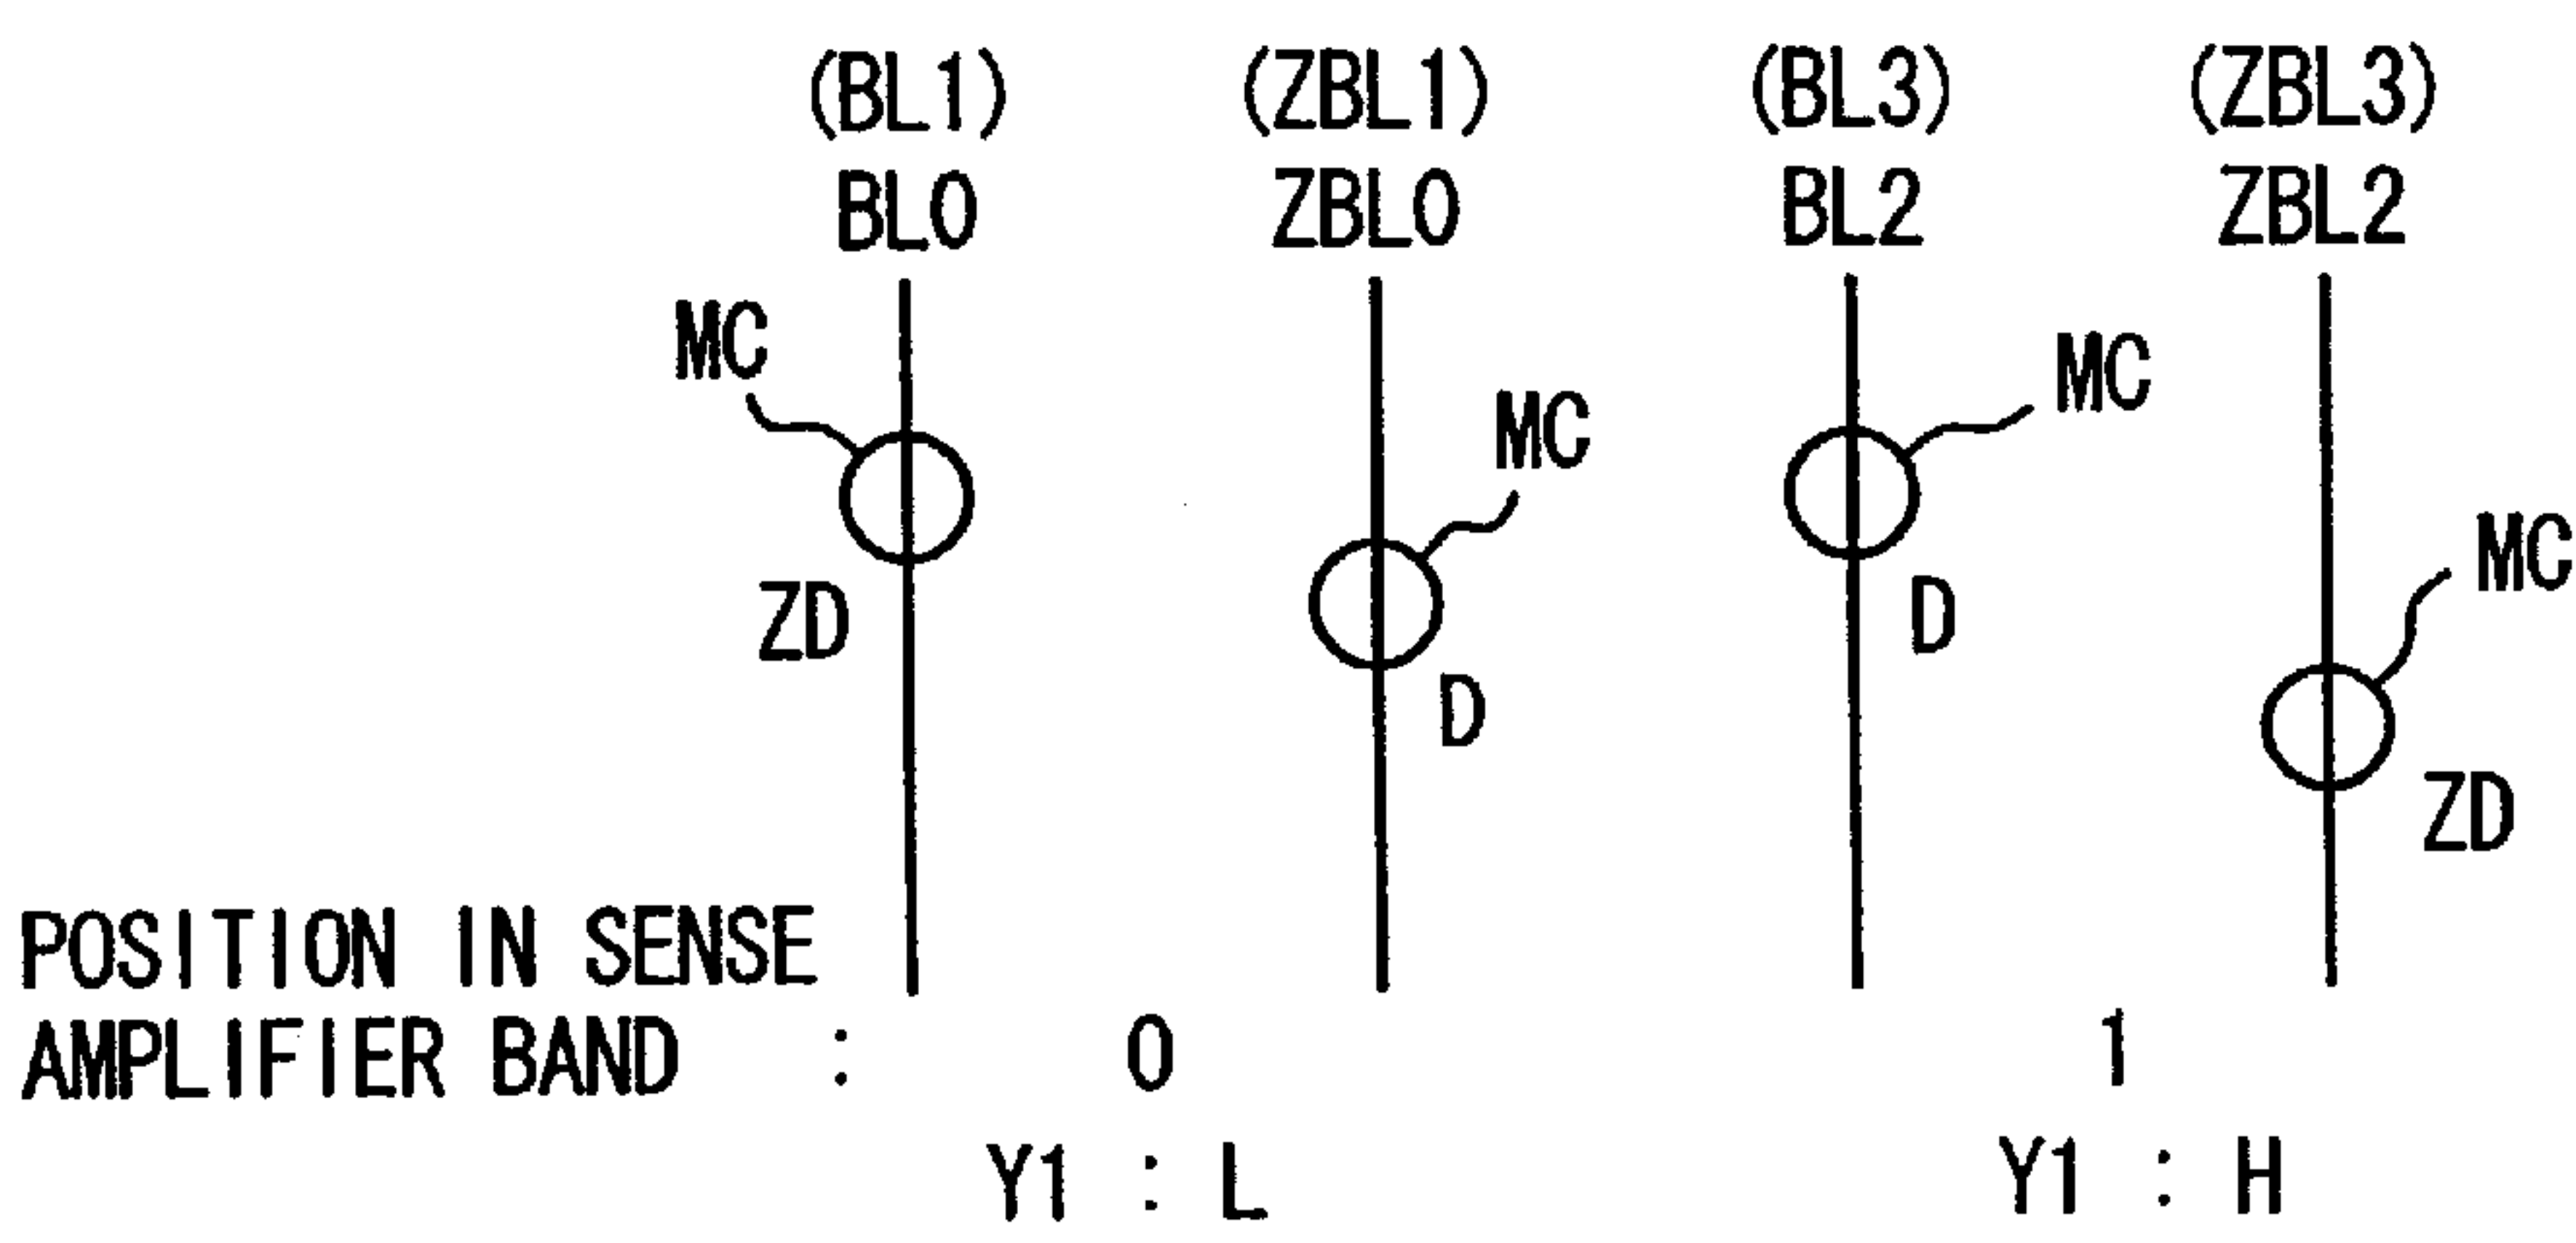 (BL1) (ZBL1) (BL3) (ZBL3)
BL0 ZBL0 BL2 ZBL2
MC
MC
MC
MC
ZD
D
D
ZD
POSITION IN SENSE
AMPLIFIER BAND : 0 1
Y1 : L Y1 : H